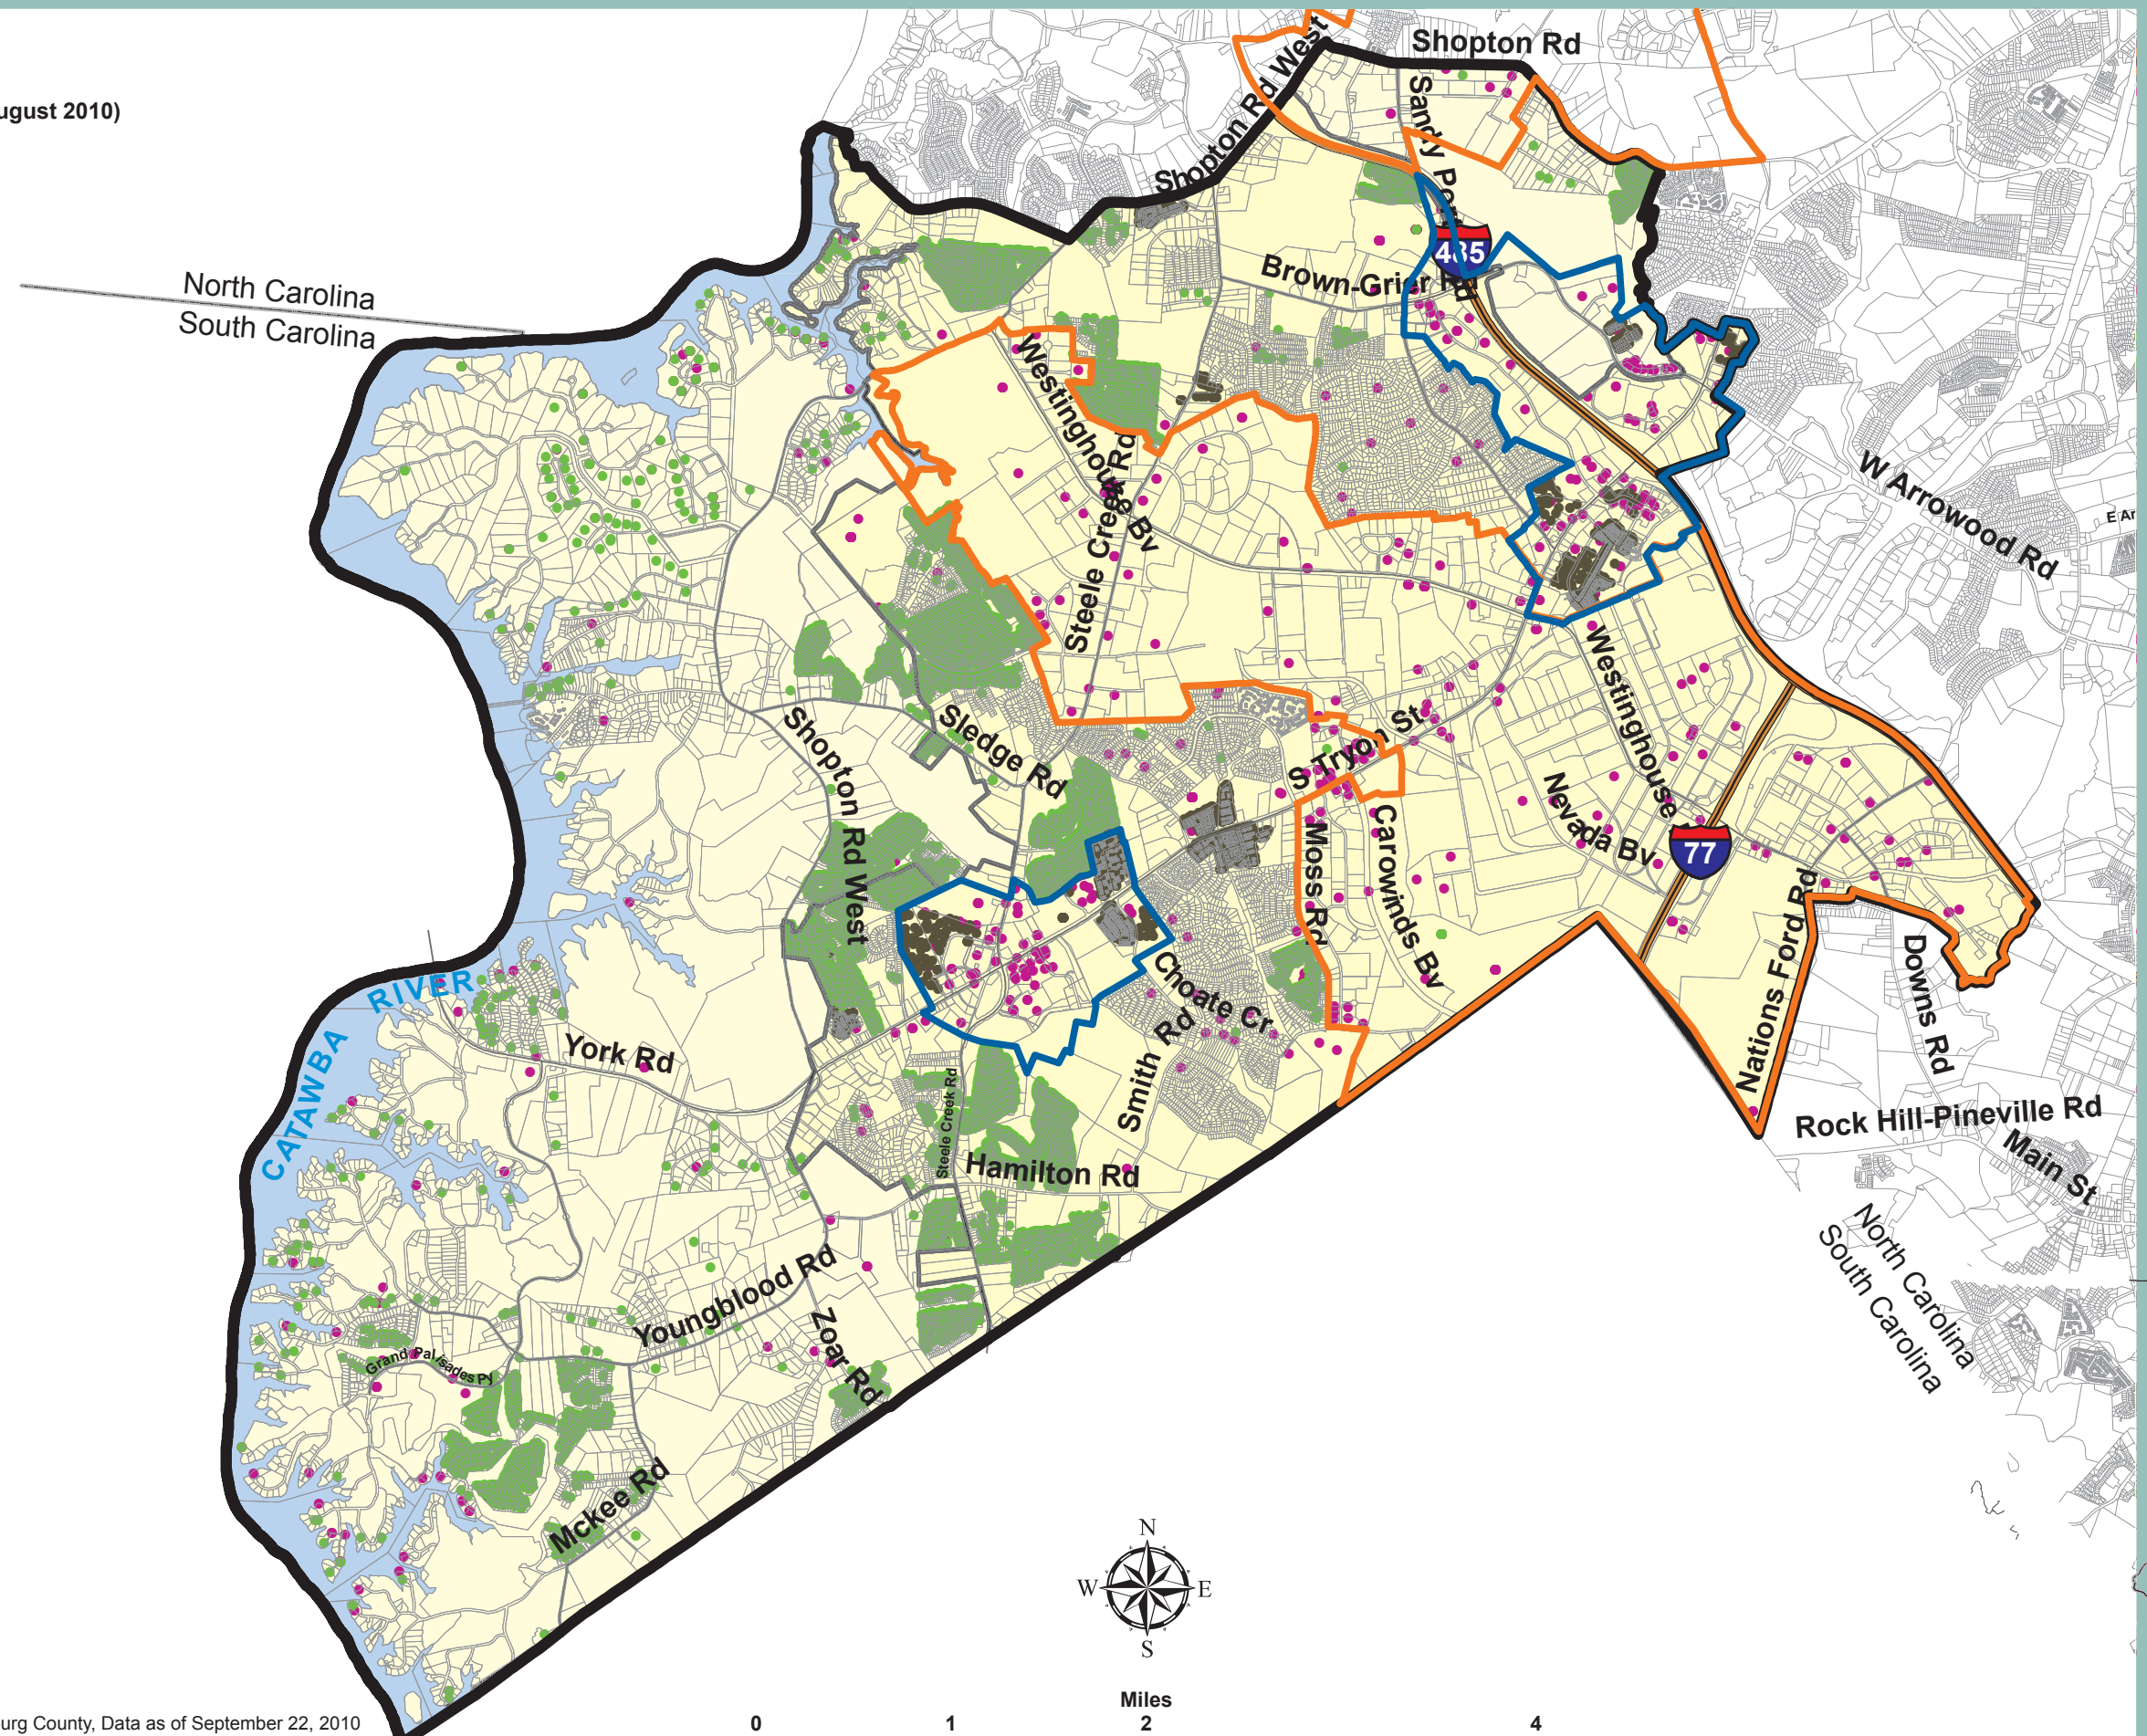 ugust 2010)
North Carolina
South Carolina
Shopton Rd
Shopton Rd West
Shopton Rd West
485
Brown-Grier Rd
Westinghouse Bv
Steele Creek Rd
W Arrowood Rd
E Ar
Westinghouse
Shopton Rd West
Sledge Rd
S Tryon St
Nevada Bv
77
Moss Rd
Carowinds Bv
Nations Ford Rd
Downs Rd
CATAWBA RIVER
York Rd
Choate Cr
Smith Rd
Steele Creek Rd
Hamilton Rd
Rock Hill-Pineville Rd
Main St
North Carolina
South Carolina
Youngblood Rd
Zoar Rd
Grand Palisades Py
Mckee Rd
N
W
E
S
Miles
0
1
2
4
urg County, Data as of September 22, 2010